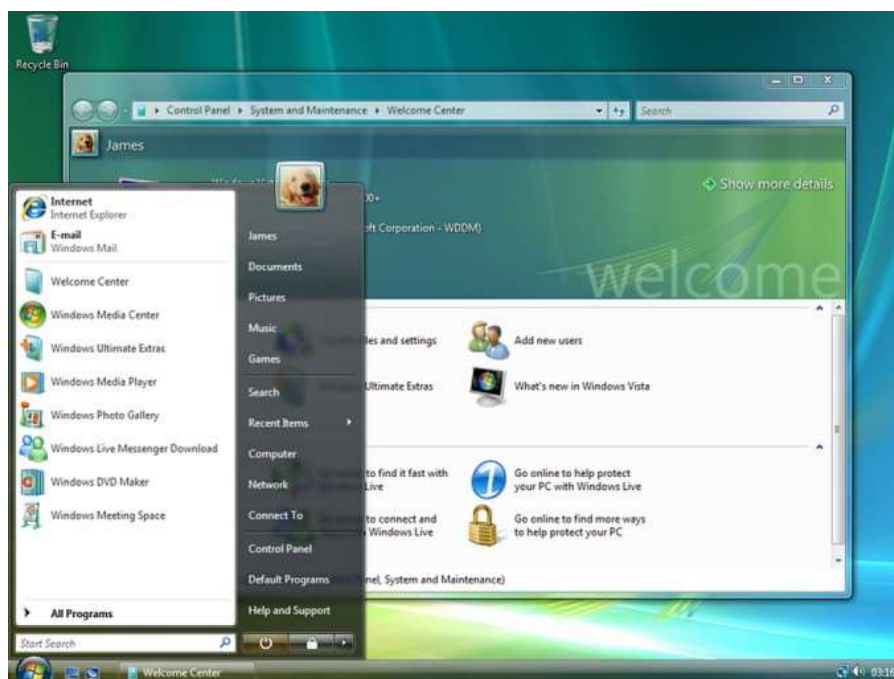 Recycle Bin
Control Panel
System and Maintenance
Welcome Center
Search
James
Show more details
oft Corporation - WDDM)
welcome
les and settings
Add new users
Ultimate Extras
What's new in Windows Vista
to find it fast with
Live
Go online to help protect
your PC with Windows Live
to connect and
Windows Live
Go online to find more ways
to help protect your PC
nel, System and Maintenance)
Internet
Internet Explorer
E-mail
Windows Mail
Welcome Center
Windows Media Center
Windows Ultimate Extras
Windows Media Player
Windows Photo Gallery
Windows Live Messenger Download
Windows DVD Maker
Windows Meeting Space
All Programs
Start Search
James
Documents
Pictures
Music
Games
Search
Recent Items
Computer
Network
Connect To
Control Panel
Default Programs
Help and Support
Welcome Center
03:16